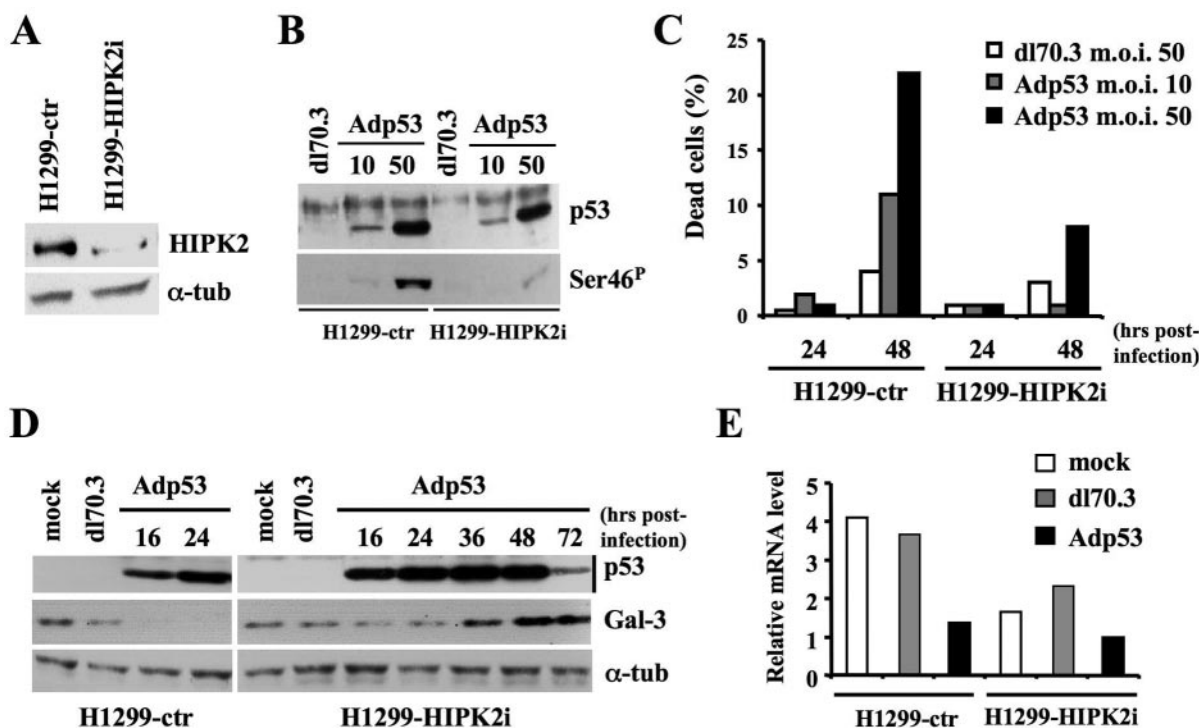 A
H1299-ctr
H1299-HIPK2i
HIPK2
α-tub
B
dl70.3
Adp53
10 50
dl70.3
Adp53
10 50
p53
Ser46P
H1299-ctr H1299-HIPK2i
C
dl70.3 m.o.i. 50
Adp53 m.o.i. 10
Adp53 m.o.i. 50
Dead cells (%)
25
20
15
10
5
0
24 48 24 48
(hrs post-
infection)
H1299-ctr H1299-HIPK2i
D
mock
dl70.3
Adp53
16 24
mock
dl70.3
Adp53
16 24 36 48 72
(hrs post-
infection)
p53
Gal-3
α-tub
H1299-ctr H1299-HIPK2i
E
mock
dl70.3
Adp53
Relative mRNA level
5
4
3
2
1
0
H1299-ctr H1299-HIPK2i